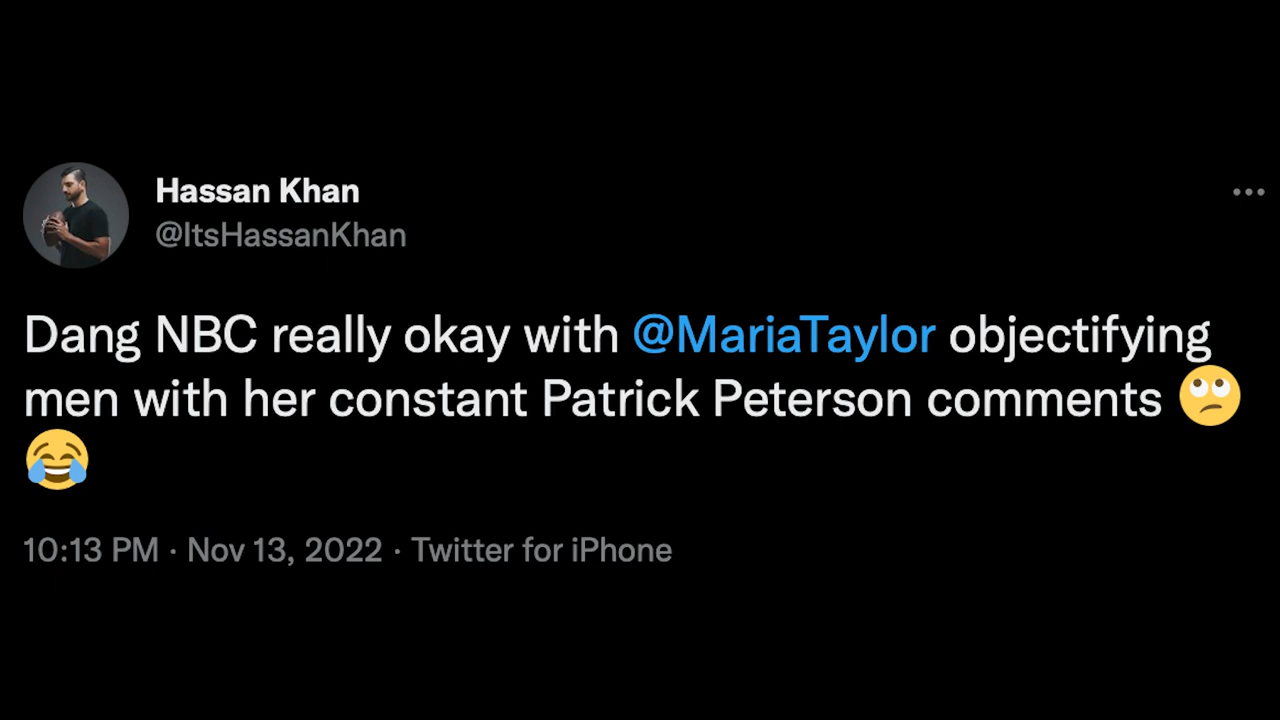 Hassan Khan
@ItsHassanKhan
Dang NBC really okay with @MariaTaylor objectifying
men with her constant Patrick Peterson comments 🙄
😂
10:13 PM · Nov 13, 2022 · Twitter for iPhone